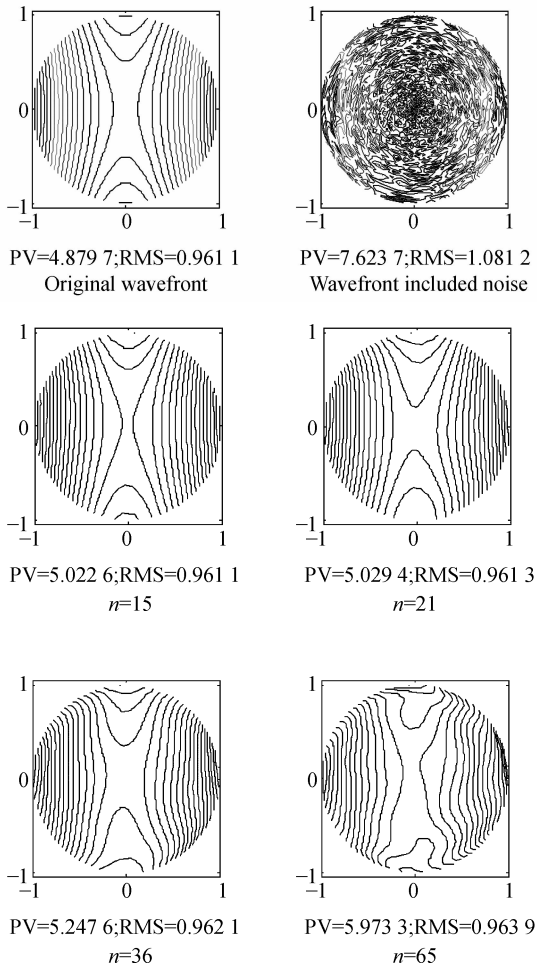 1
0
−1
−1 0 1
PV=4.879 7;RMS=0.961 1
Original wavefront
1
0
−1
−1 0 1
PV=7.623 7;RMS=1.081 2
Wavefront included noise
1
0
−1
−1 0 1
PV=5.022 6;RMS=0.961 1
n=15
1
0
−1
−1 0 1
PV=5.029 4;RMS=0.961 3
n=21
1
0
−1
−1 0 1
PV=5.247 6;RMS=0.962 1
n=36
1
0
−1
−1 0 1
PV=5.973 3;RMS=0.963 9
n=65